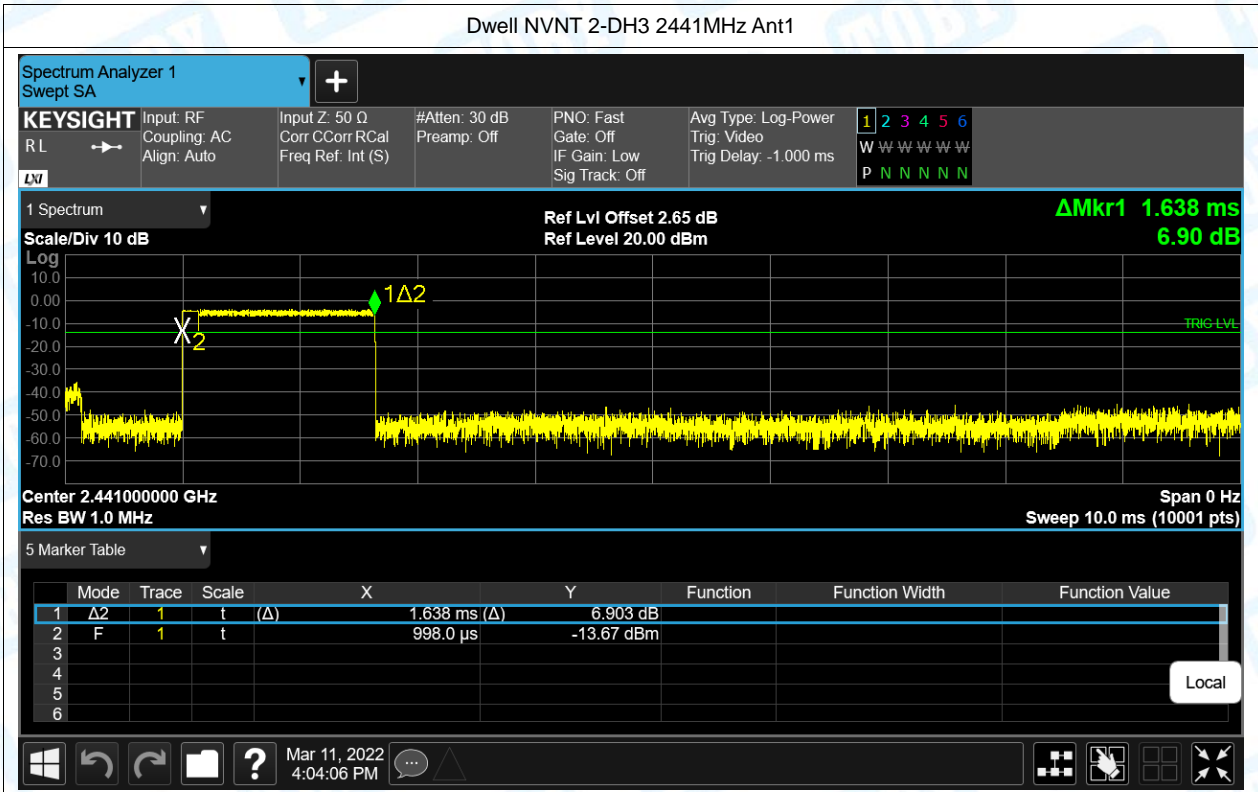 Dwell NVNT 2-DH3 2441MHz Ant1
Spectrum Analyzer 1
Swept SA
+
KEYSIGHT
RL
LXI
Input: RF
Coupling: AC
Align: Auto
Input Z: 50 Ω
Corr CCorr RCal
Freq Ref: Int (S)
#Atten: 30 dB
Preamp: Off
PNO: Fast
Gate: Off
IF Gain: Low
Sig Track: Off
Avg Type: Log-Power
Trig: Video
Trig Delay: -1.000 ms
1 2 3 4 5 6
W W W W W W
P N N N N N
1 Spectrum
Scale/Div 10 dB
Ref Lvl Offset 2.65 dB
Ref Level 20.00 dBm
ΔMkr1 1.638 ms
6.90 dB
Log
10.0
0.00
-10.0
-20.0
-30.0
-40.0
-50.0
-60.0
-70.0
1Δ2
2
TRIG LVL
Center 2.441000000 GHz
Span 0 Hz
Res BW 1.0 MHz
Sweep 10.0 ms (10001 pts)
5 Marker Table
Mode Trace Scale X Y Function Function Width Function Value
1 Δ2 1 t (Δ) 1.638 ms (Δ) 6.903 dB
2 F 1 t 998.0 µs -13.67 dBm
3
4
5
6
Local
?
Mar 11, 2022
4:04:06 PM